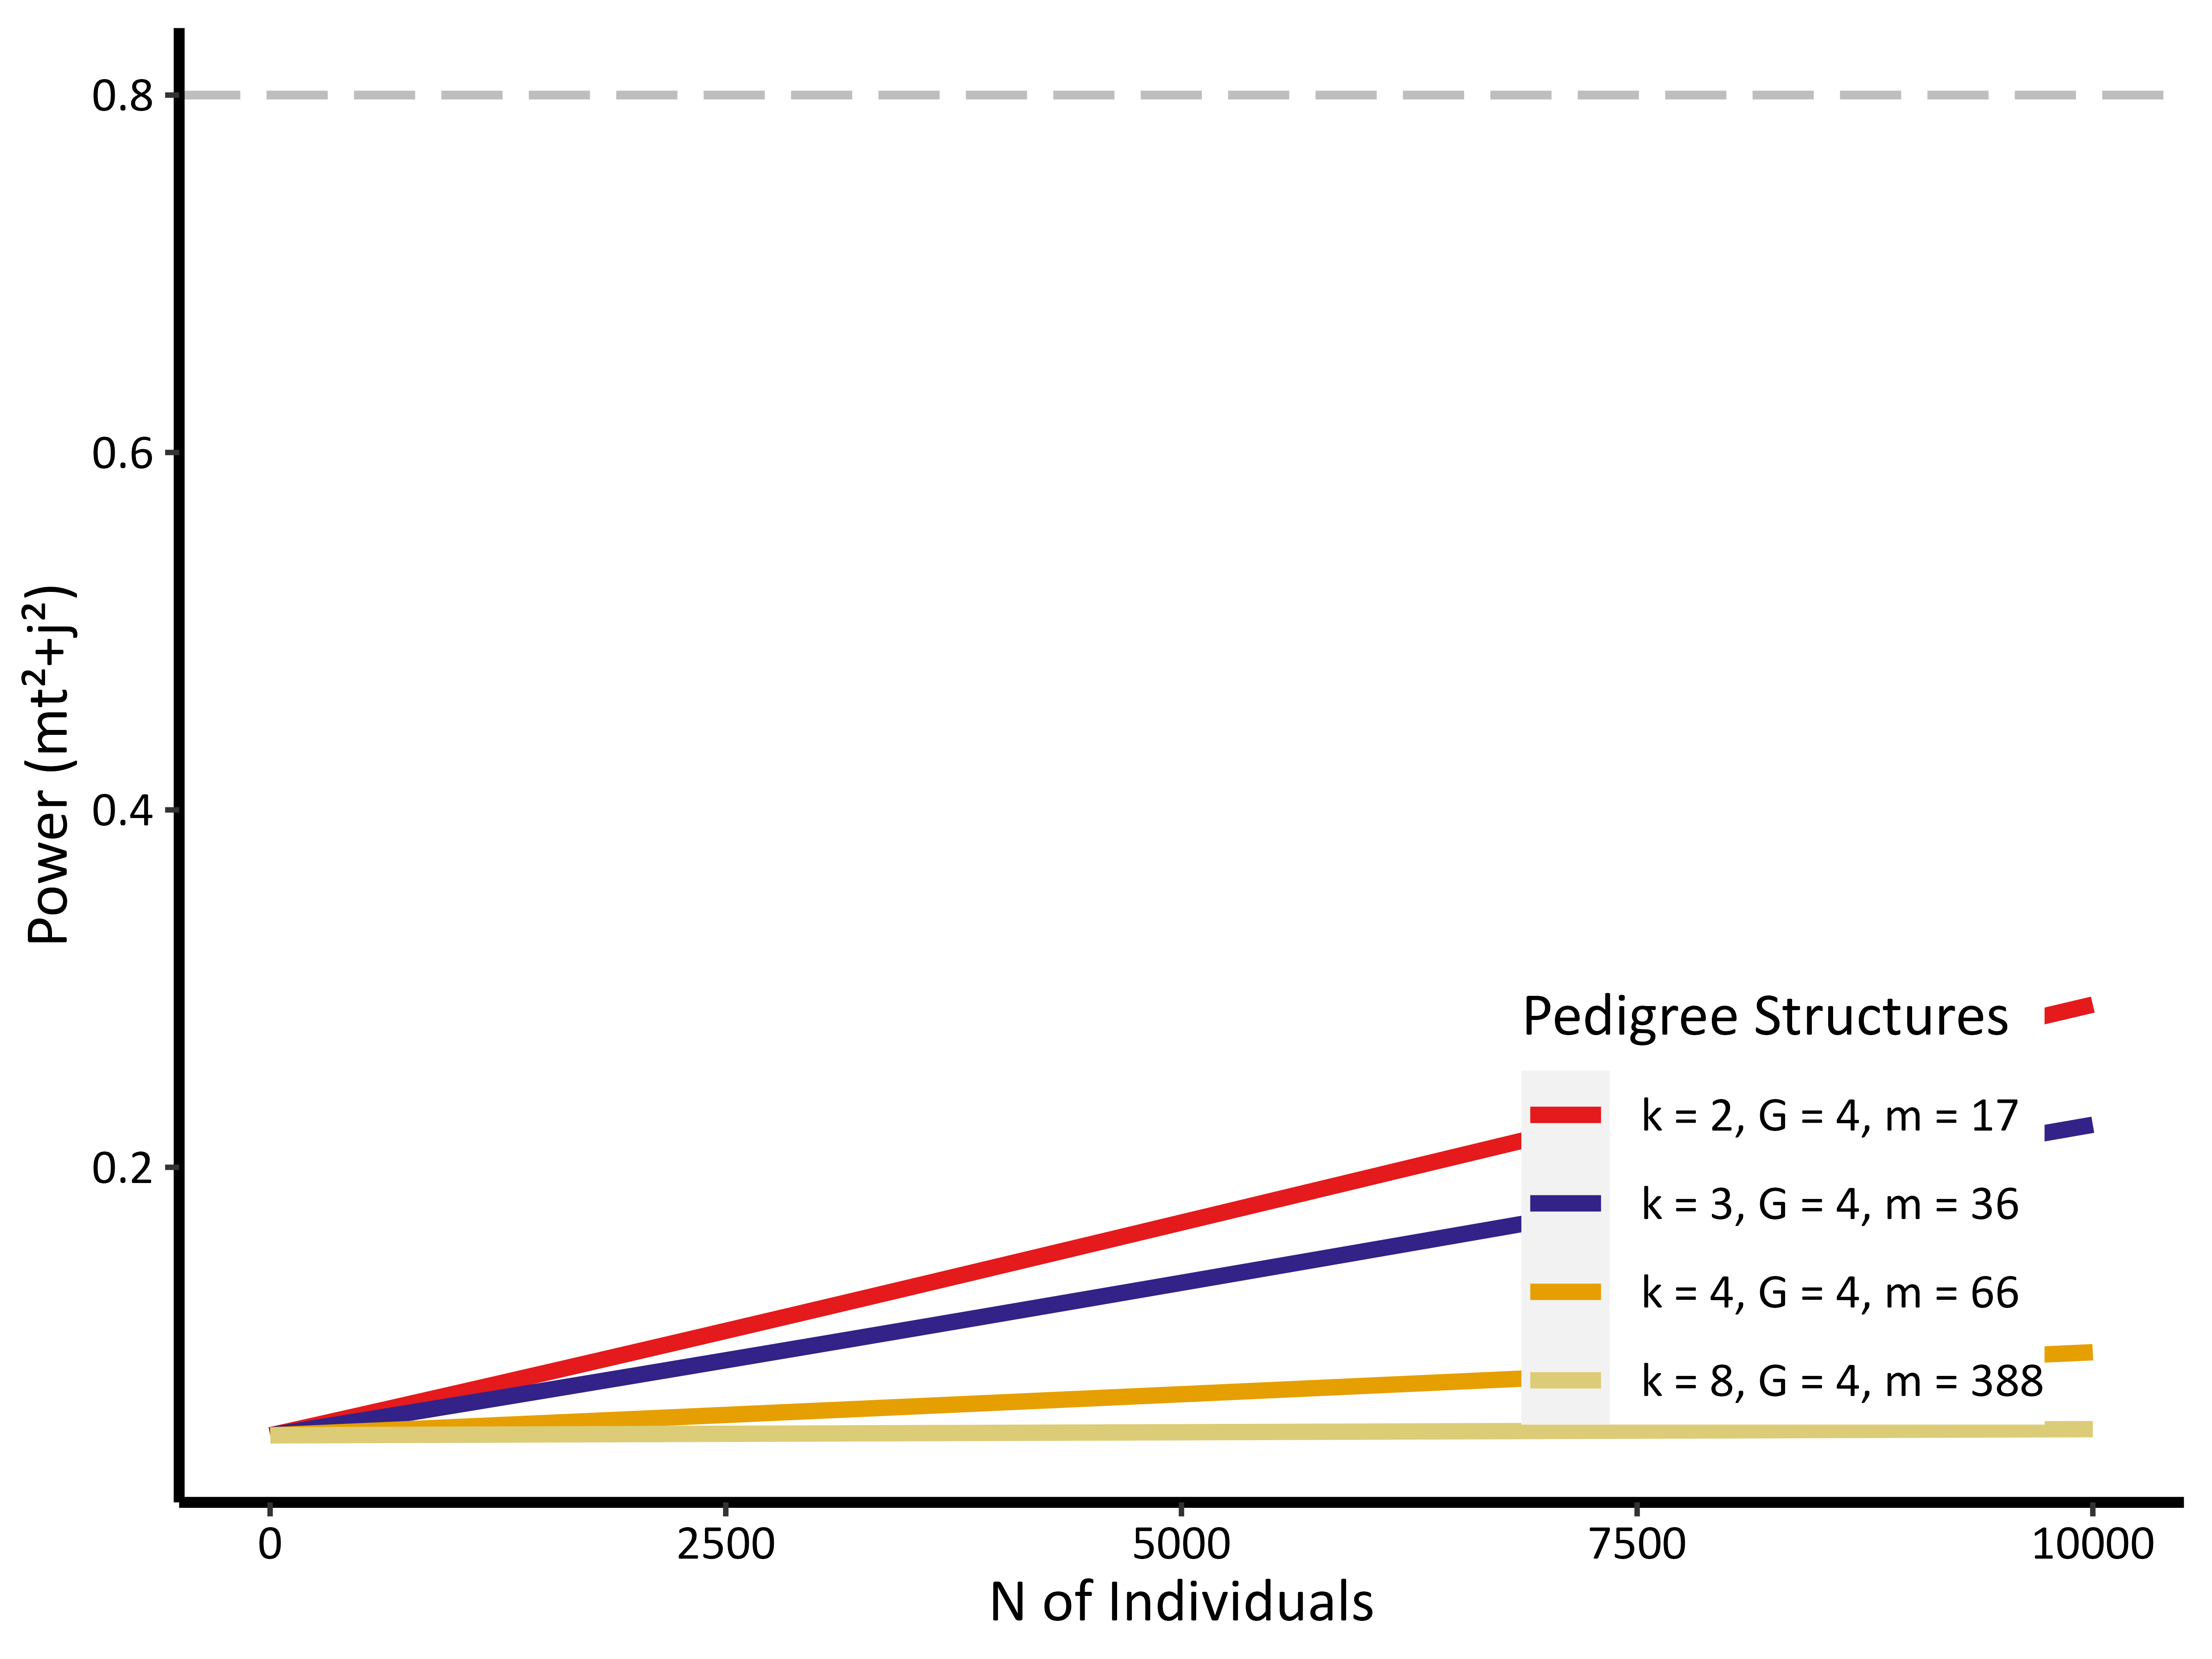 0.8
0.6
0.4
0.2
Power (mt²+j²)
Pedigree Structures
k = 2, G = 4, m = 17
k = 3, G = 4, m = 36
k = 4, G = 4, m = 66
k = 8, G = 4, m = 388
0 2500 5000 7500 10000
N of Individuals